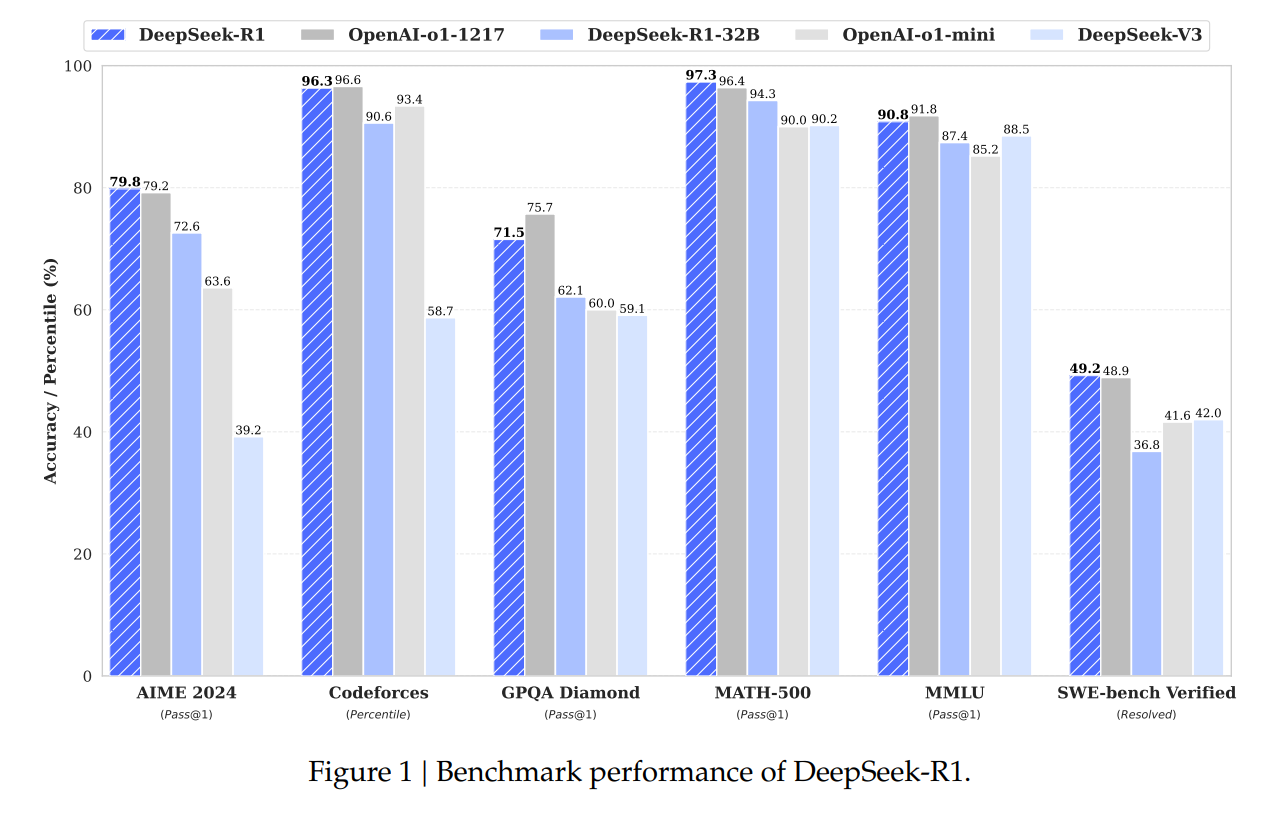 DeepSeek-R1 OpenAI-o1-1217 DeepSeek-R1-32B OpenAI-o1-mini DeepSeek-V3
Accuracy / Percentile (%)
100
80
60
40
20
0
79.8 79.2 72.6 63.6 39.2
96.3 96.6 90.6 93.4 58.7
71.5 75.7 62.1 60.0 59.1
97.3 96.4 94.3 90.0 90.2
90.8 91.8 87.4 85.2 88.5
49.2 48.9 36.8 41.6 42.0
AIME 2024 Codeforces GPQA Diamond MATH-500 MMLU SWE-bench Verified
(Pass@1) (Percentile) (Pass@1) (Pass@1) (Pass@1) (Resolved)
Figure 1 | Benchmark performance of DeepSeek-R1.